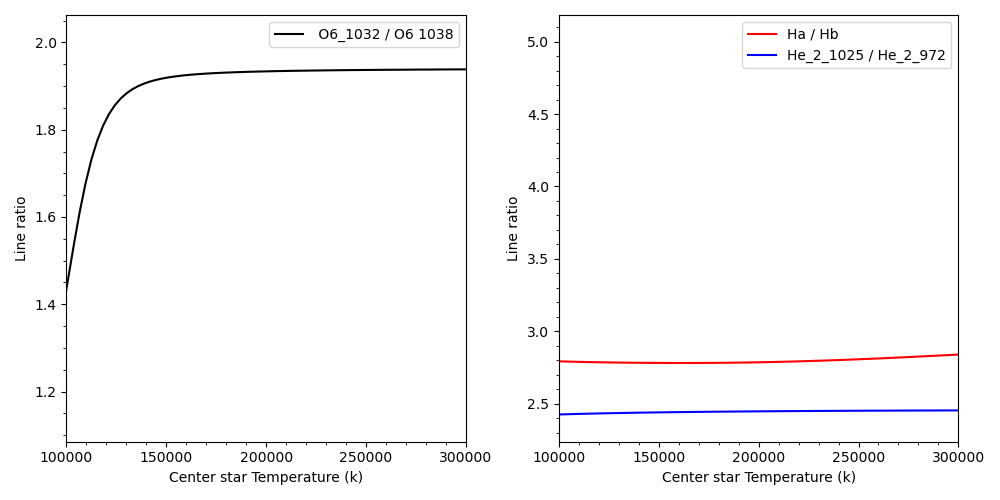 O6_1032 / O6 1038
2.0
1.8
1.6
1.4
1.2
Line ratio
100000 150000 200000 250000 300000
Center star Temperature (k)
Ha / Hb
He_2_1025 / He_2_972
5.0
4.5
4.0
3.5
3.0
2.5
Line ratio
100000 150000 200000 250000 300000
Center star Temperature (k)